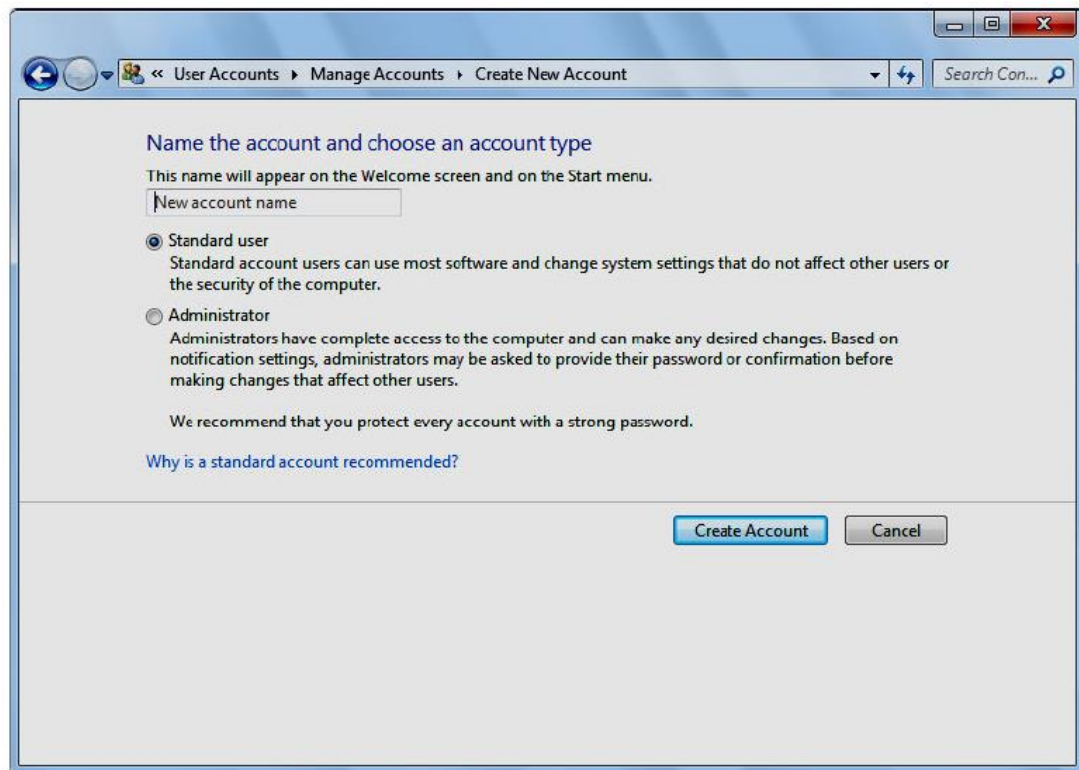 « User Accounts ▸ Manage Accounts ▸ Create New Account
Search Con...
Name the account and choose an account type
This name will appear on the Welcome screen and on the Start menu.
New account name
Standard user
Standard account users can use most software and change system settings that do not affect other users or
the security of the computer.
Administrator
Administrators have complete access to the computer and can make any desired changes. Based on
notification settings, administrators may be asked to provide their password or confirmation before
making changes that affect other users.
We recommend that you protect every account with a strong password.
Why is a standard account recommended?
Create Account
Cancel